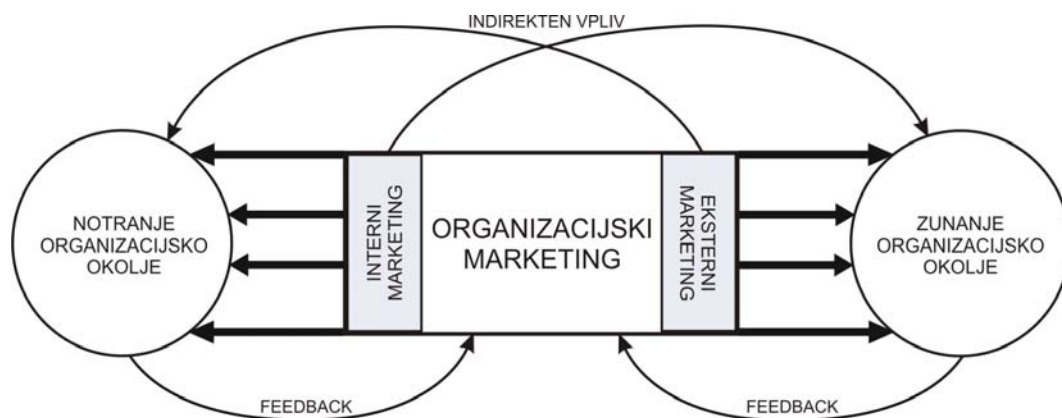 INDIREKTEN VPLIV
NOTRANJE
ORGANIZACIJSKO
OKOLJE
INTERNI
MARKETING
ORGANIZACIJSKI
MARKETING
EKSTERNI
MARKETING
ZUNANJE
ORGANIZACIJSKO
OKOLJE
FEEDBACK
FEEDBACK